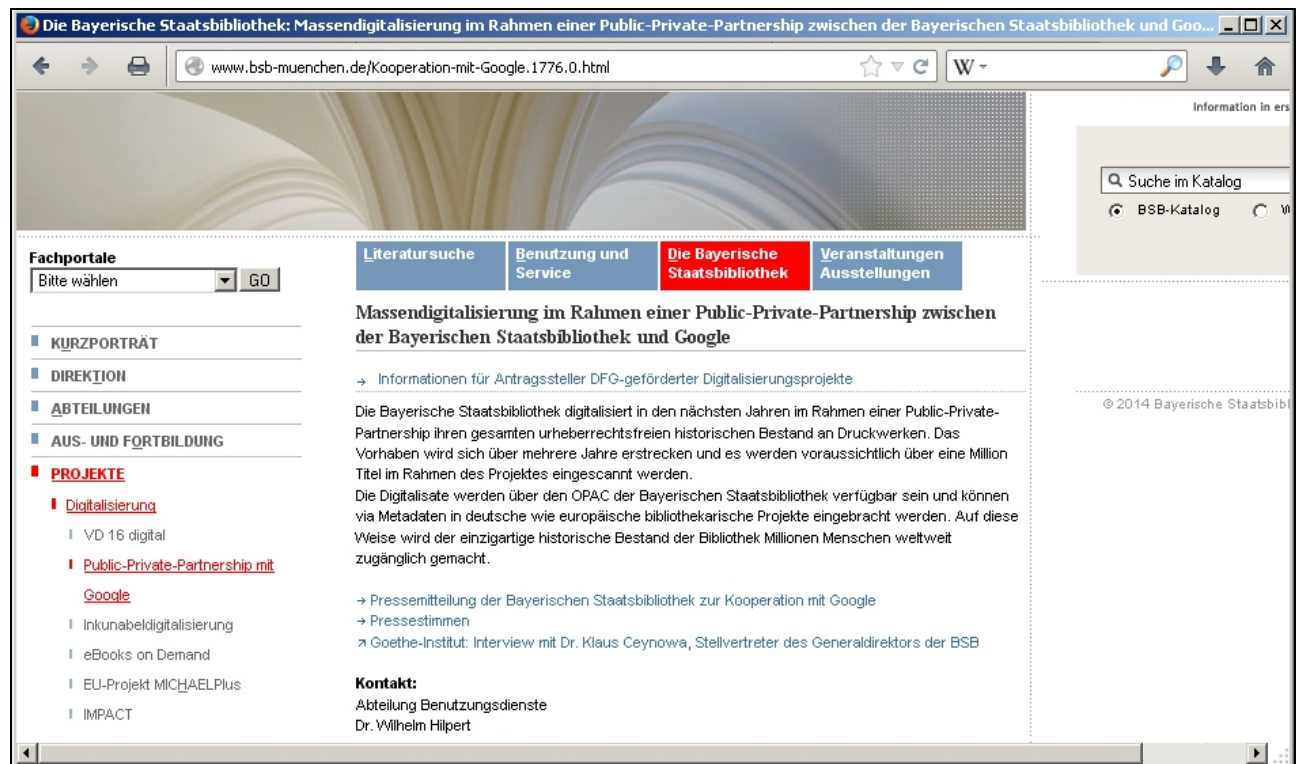 Die Bayerische Staatsbibliothek: Massendigitalisierung im Rahmen einer Public-Private-Partnership zwischen der Bayerischen Staatsbibliothek und Goo...
www.bsb-muenchen.de/Kooperation-mit-Google.1776.0.html
W
Information in ers
Suche im Katalog
BSB-Katalog
Fachportale
Bitte wählen GO
Literatursuche
Benutzung und
Service
Die Bayerische
Staatsbibliothek
Veranstaltungen
Ausstellungen
KURZPORTRÄT
DIREKTION
ABTEILUNGEN
AUS- UND FORTBILDUNG
PROJEKTE
Digitalisierung
VD 16 digital
Public-Private-Partnership mit
Google
Inkunabeldigitalisierung
eBooks on Demand
EU-Projekt MICHAELPlus
IMPACT
Massendigitalisierung im Rahmen einer Public-Private-Partnership zwischen
der Bayerischen Staatsbibliothek und Google
→ Informationen für Antragssteller DFG-geförderter Digitalisierungsprojekte
Die Bayerische Staatsbibliothek digitalisiert in den nächsten Jahren im Rahmen einer Public-Private-
Partnership ihren gesamten urheberrechtsfreien historischen Bestand an Druckwerken. Das
Vorhaben wird sich über mehrere Jahre erstrecken und es werden voraussichtlich über eine Million
Titel im Rahmen des Projektes eingescannt werden.
Die Digitalisate werden über den OPAC der Bayerischen Staatsbibliothek verfügbar sein und können
via Metadaten in deutsche wie europäische bibliothekarische Projekte eingebracht werden. Auf diese
Weise wird der einzigartige historische Bestand der Bibliothek Millionen Menschen weltweit
zugänglich gemacht.
→ Pressemitteilung der Bayerischen Staatsbibliothek zur Kooperation mit Google
→ Pressestimmen
↗ Goethe-Institut: Interview mit Dr. Klaus Ceynowa, Stellvertreter des Generaldirektors der BSB
Kontakt:
Abteilung Benutzungsdienste
Dr. Wilhelm Hilpert
© 2014 Bayerische Staatsbibl